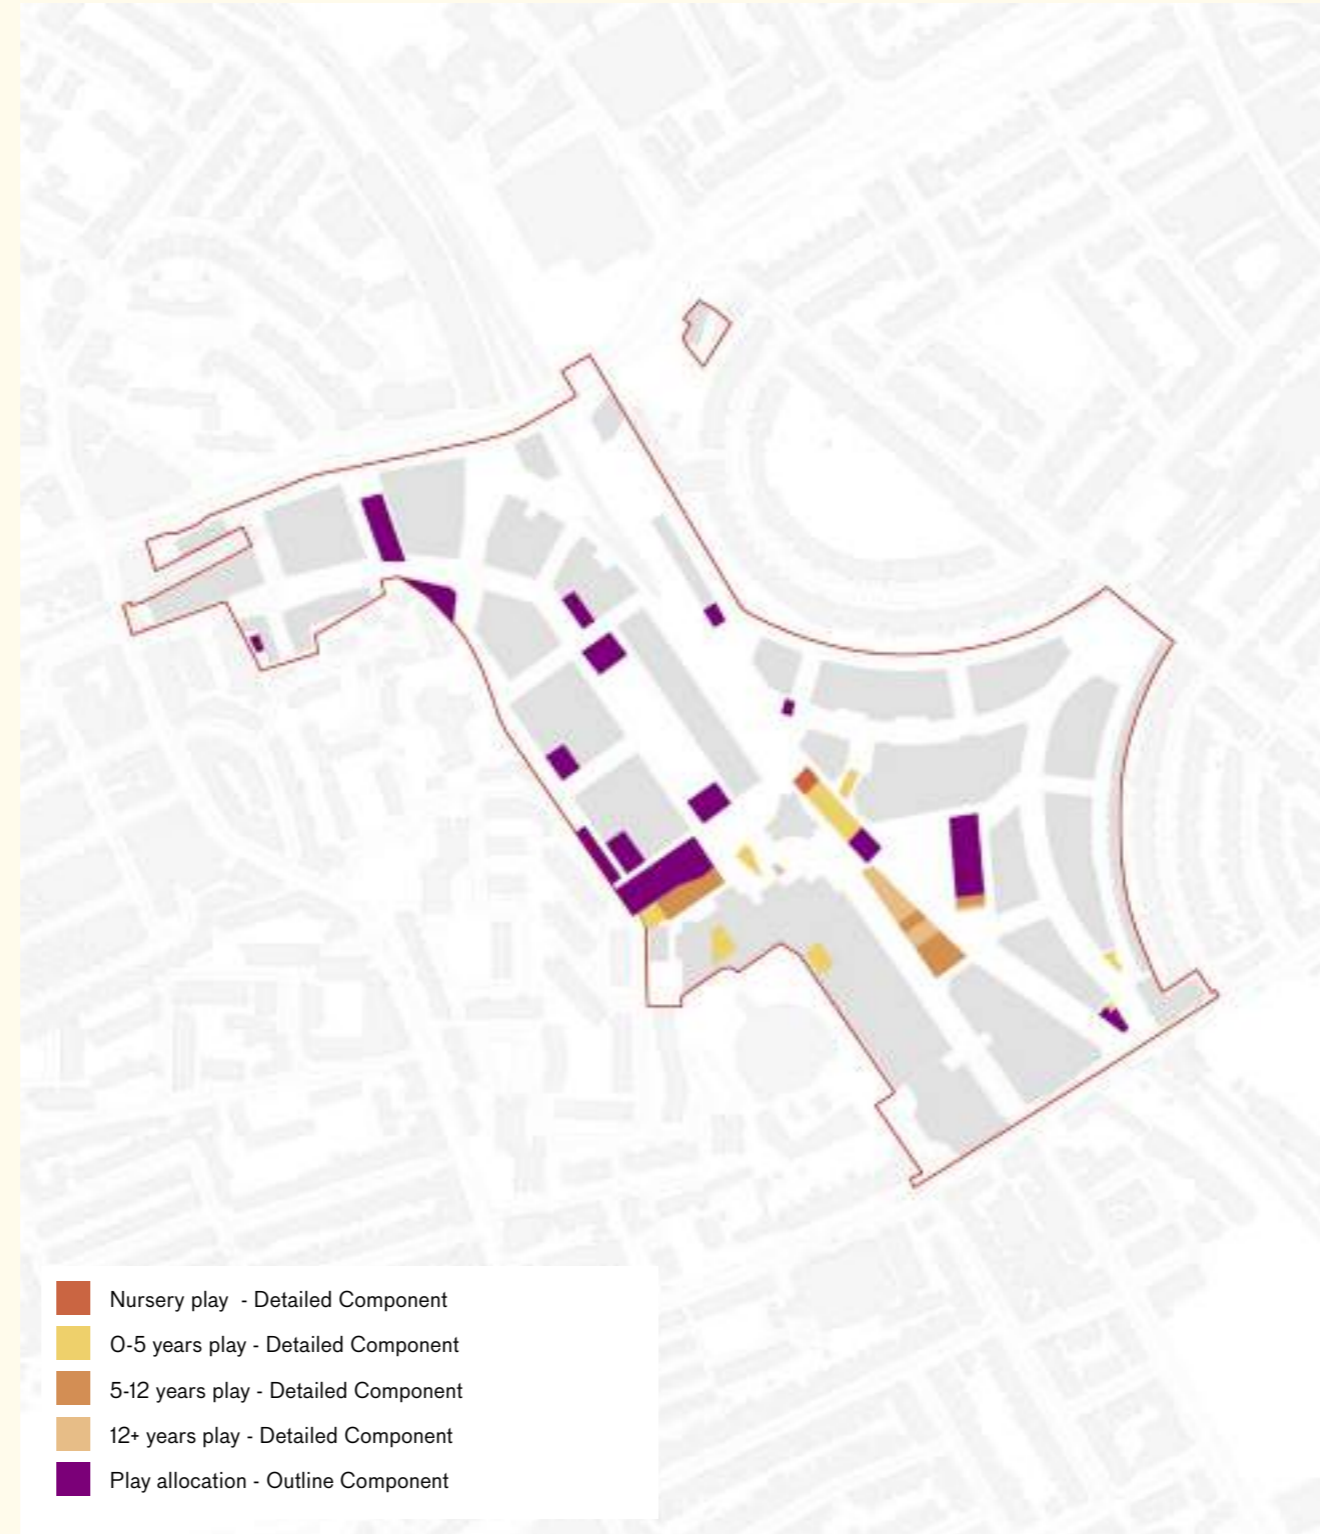 Nursery play - Detailed Component
0-5 years play - Detailed Component
5-12 years play - Detailed Component
12+ years play - Detailed Component
Play allocation - Outline Component